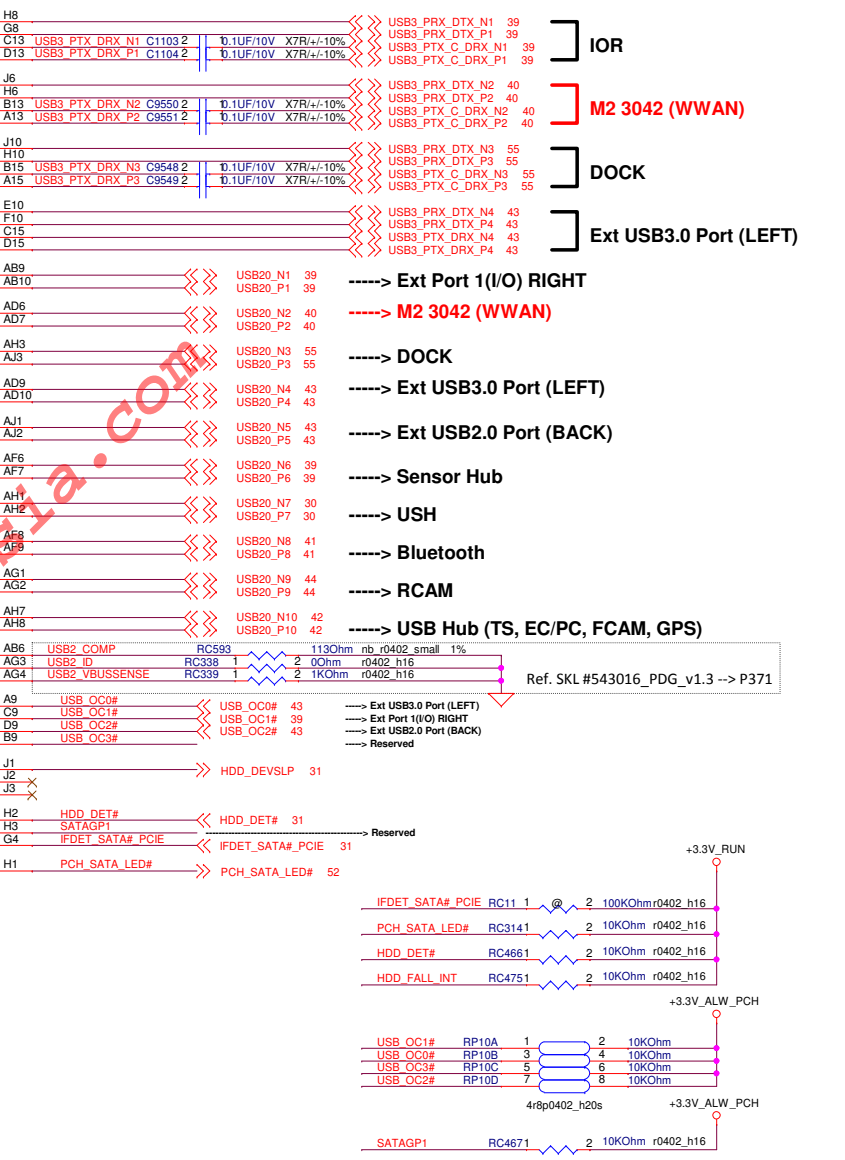 H8
G8
C13 USB3_PTX_DRX_N1 C1103 2 1 0.1UF/10V X7R/+/-10%
D13 USB3_PTX_DRX_P1 C1104 2 1 0.1UF/10V X7R/+/-10%
USB3_PRX_DTX_N1 39
USB3_PRX_DTX_P1 39
USB3_PTX_C_DRX_N1 39
USB3_PTX_C_DRX_P1 39
IOR
J6
H6
B13 USB3_PTX_DRX_N2 C9550 2 1 0.1UF/10V X7R/+/-10%
A13 USB3_PTX_DRX_P2 C9551 2 1 0.1UF/10V X7R/+/-10%
USB3_PRX_DTX_N2 40
USB3_PRX_DTX_P2 40
USB3_PTX_C_DRX_N2 40
USB3_PTX_C_DRX_P2 40
M2 3042 (WWAN)
J10
H10
B15 USB3_PTX_DRX_N3 C9548 2 1 0.1UF/10V X7R/+/-10%
A15 USB3_PTX_DRX_P3 C9549 2 1 0.1UF/10V X7R/+/-10%
USB3_PRX_DTX_N3 55
USB3_PRX_DTX_P3 55
USB3_PTX_C_DRX_N3 55
USB3_PTX_C_DRX_P3 55
DOCK
E10
F10
C15
D15
USB3_PRX_DTX_N4 43
USB3_PRX_DTX_P4 43
USB3_PTX_DRX_N4 43
USB3_PTX_DRX_P4 43
Ext USB3.0 Port (LEFT)
AB9 USB20_N1 39
AB10 USB20_P1 39
-----> Ext Port 1(I/O) RIGHT
AD6 USB20_N2 40
AD7 USB20_P2 40
-----> M2 3042 (WWAN)
AH3 USB20_N3 55
AJ3 USB20_P3 55
-----> DOCK
AD9 USB20_N4 43
AD10 USB20_P4 43
-----> Ext USB3.0 Port (LEFT)
AJ1 USB20_N5 43
AJ2 USB20_P5 43
-----> Ext USB2.0 Port (BACK)
AF6 USB20_N6 39
AF7 USB20_P6 39
-----> Sensor Hub
AH1 USB20_N7 30
AH2 USB20_P7 30
-----> USH
AF8 USB20_N8 41
AF9 USB20_P8 41
-----> Bluetooth
AG1 USB20_N9 44
AG2 USB20_P9 44
-----> RCAM
AH7 USB20_N10 42
AH8 USB20_P10 42
-----> USB Hub (TS, EC/PC, FCAM, GPS)
AB6 USB2_COMP RC593 113Ohm nb_r0402_small 1%
AG3 USB2_ID RC338 1 2 0Ohm r0402_h16
AG4 USB2_VBUSSENSE RC339 1 2 1KOhm r0402_h16
Ref. SKL #543016_PDG_v1.3 --> P371
A9 USB_OC0# USB_OC0# 43 -----> Ext USB3.0 Port (LEFT)
C9 USB_OC1# USB_OC1# 39 -----> Ext Port 1(I/O) RIGHT
D9 USB_OC2# USB_OC2# 43 -----> Ext USB2.0 Port (BACK)
B9 USB_OC3# -----> Reserved
J1 HDD_DEVSLP 31
J2
J3
H2 HDD_DET# HDD_DET# 31
H3 SATAGP1 -----> Reserved
G4 IFDET_SATA#_PCIE IFDET_SATA#_PCIE 31
H1 PCH_SATA_LED# PCH_SATA_LED# 52
+3.3V_RUN
IFDET_SATA#_PCIE RC11 1 @ 2 100KOhm r0402_h16
PCH_SATA_LED# RC314 1 2 10KOhm r0402_h16
HDD_DET# RC466 1 2 10KOhm r0402_h16
HDD_FALL_INT RC475 1 2 10KOhm r0402_h16
+3.3V_ALW_PCH
USB_OC1# RP10A 1 2 10KOhm
USB_OC0# RP10B 3 4 10KOhm
USB_OC3# RP10C 5 6 10KOhm
USB_OC2# RP10D 7 8 10KOhm
4r8p0402_h20s
+3.3V_ALW_PCH
SATAGP1 RC467 1 2 10KOhm r0402_h16
sia.com